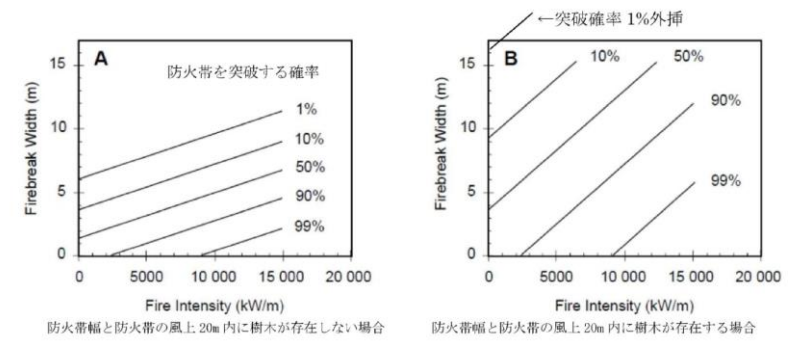 ←突破確率 1%外挿
A
防火帯を突破する確率
1%
10%
50%
90%
99%
15
10
5
0
Firebreak Width (m)
0 5000 10 000 15 000 20 000
Fire Intensity (kW/m)
防火帯幅と防火帯の風上 20m 内に樹木が存在しない場合
B
10%
50%
90%
99%
15
10
5
0
Firebreak Width (m)
0 5000 10 000 15 000 20 000
Fire Intensity (kW/m)
防火帯幅と防火帯の風上 20m 内に樹木が存在する場合